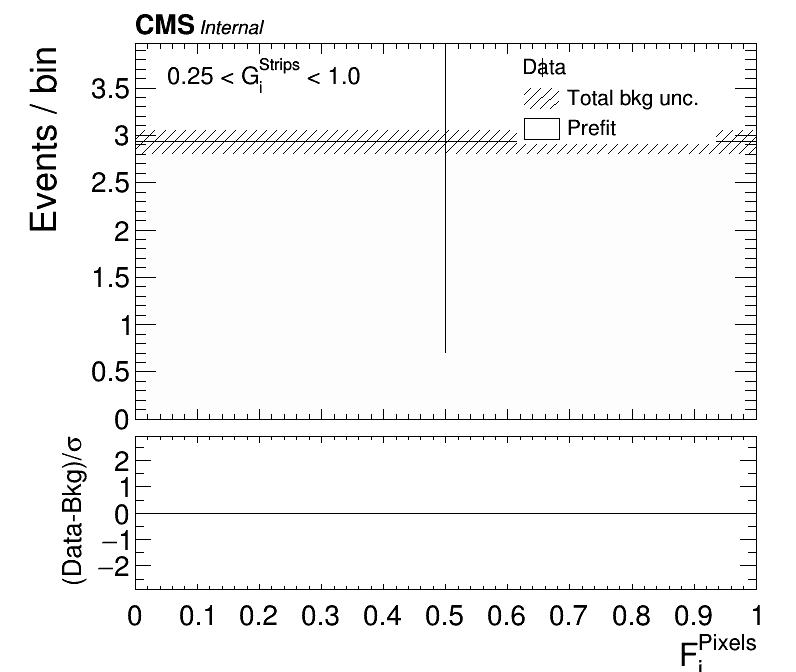 CMS Internal
Events / bin
0.25 < G_i^Strips < 1.0
Data
Total bkg unc.
Prefit
3.5
3
2.5
2
1.5
1
0.5
0
(Data-Bkg)/σ
2
1
0
−1
−2
0 0.1 0.2 0.3 0.4 0.5 0.6 0.7 0.8 0.9 1
F_i^Pixels